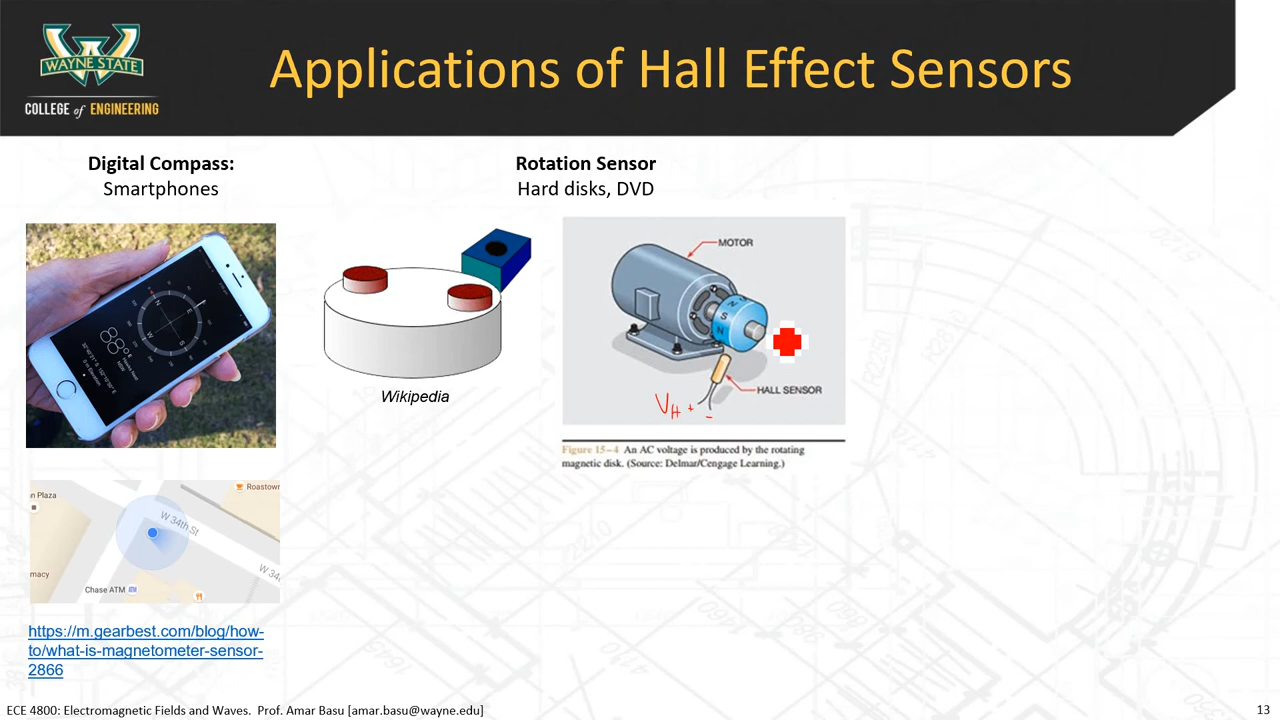 WAYNE STATE
COLLEGE of ENGINEERING
Applications of Hall Effect Sensors
Digital Compass:
Smartphones
Rotation Sensor
Hard disks, DVD
N
E
S
W
88°
Wikipedia
MOTOR
N
S
N
HALL SENSOR
VH + -
Figure 15–4 An AC voltage is produced by the rotating
magnetic disk. (Source: Delmar/Cengage Learning.)
n Plaza
Roastown
W 34th St
W 34
macy
Chase ATM
https://m.gearbest.com/blog/how-
to/what-is-magnetometer-sensor-
2866
ECE 4800: Electromagnetic Fields and Waves. Prof. Amar Basu [amar.basu@wayne.edu]
13